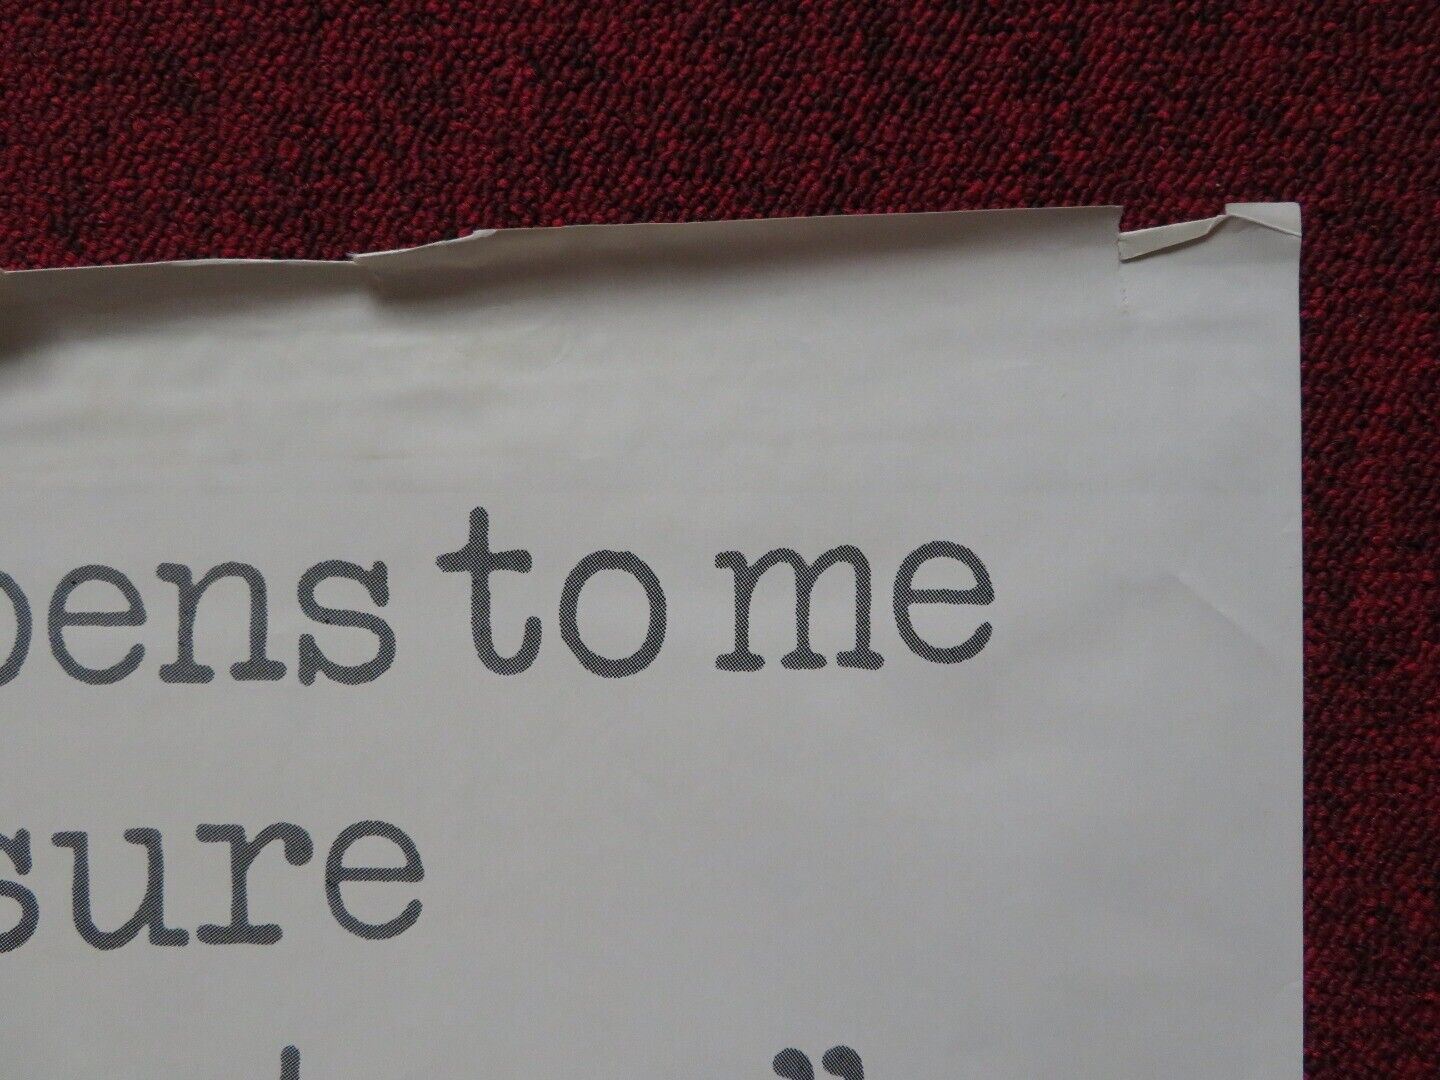 pens to me
sure
”